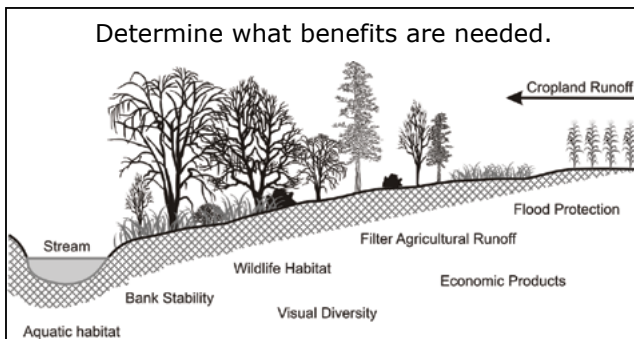 Determine what benefits are needed.
Cropland Runoff
Flood Protection
Filter Agricultural Runoff
Stream
Wildlife Habitat
Economic Products
Bank Stability
Visual Diversity
Aquatic habitat